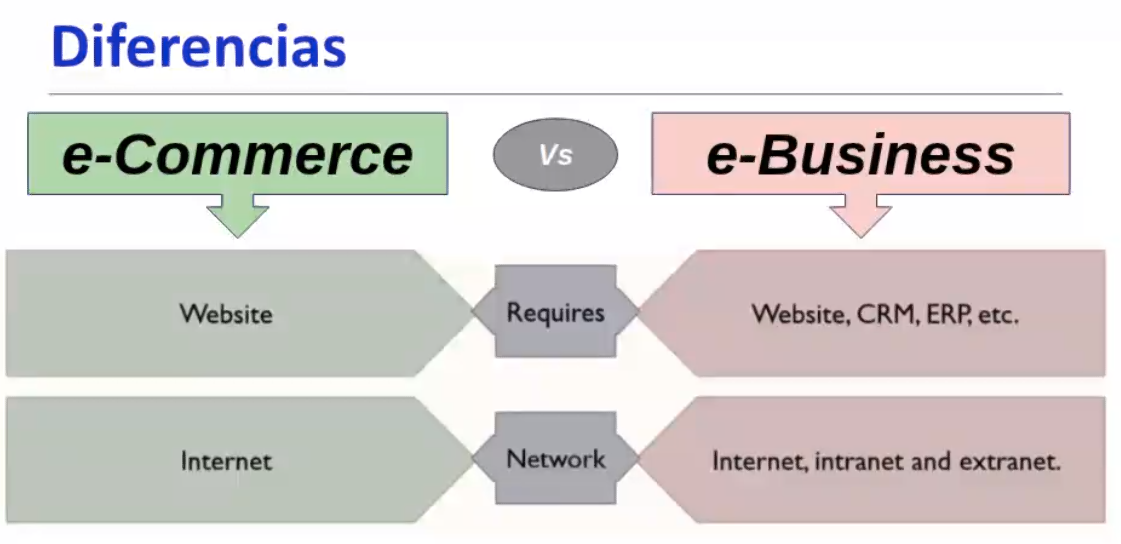 Diferencias
e-Commerce Vs e-Business
Website Requires Website, CRM, ERP, etc.
Internet Network Internet, intranet and extranet.